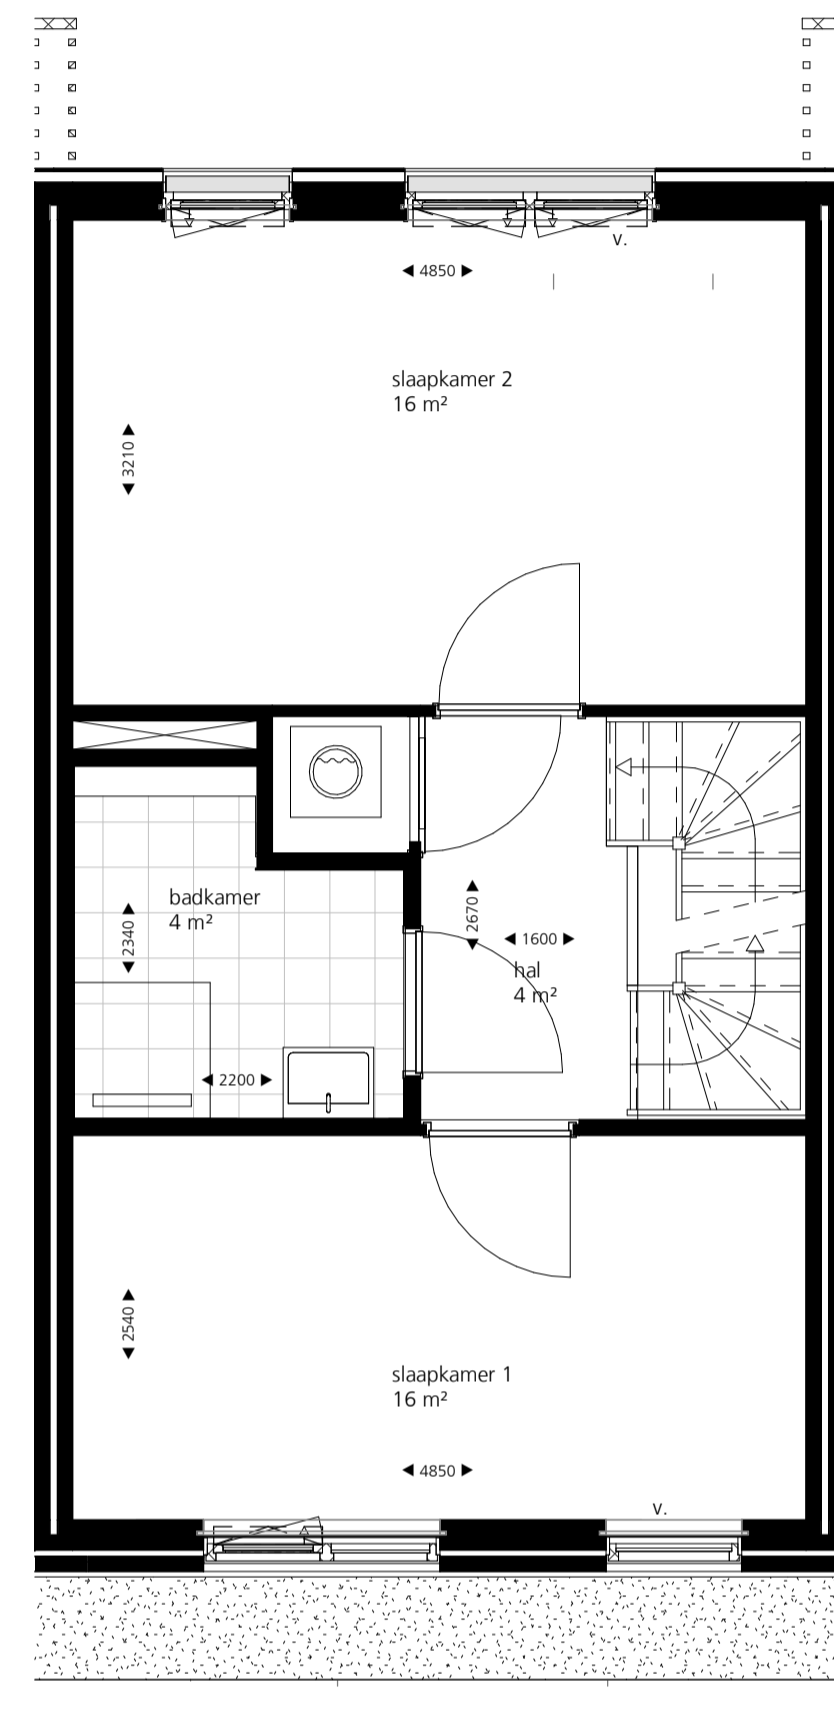 v.
4850
slaapkamer 2
16 m²
3210
badkamer
4 m²
2340
2670
1600
hal
4 m²
2200
2540
slaapkamer 1
16 m²
4850
v.